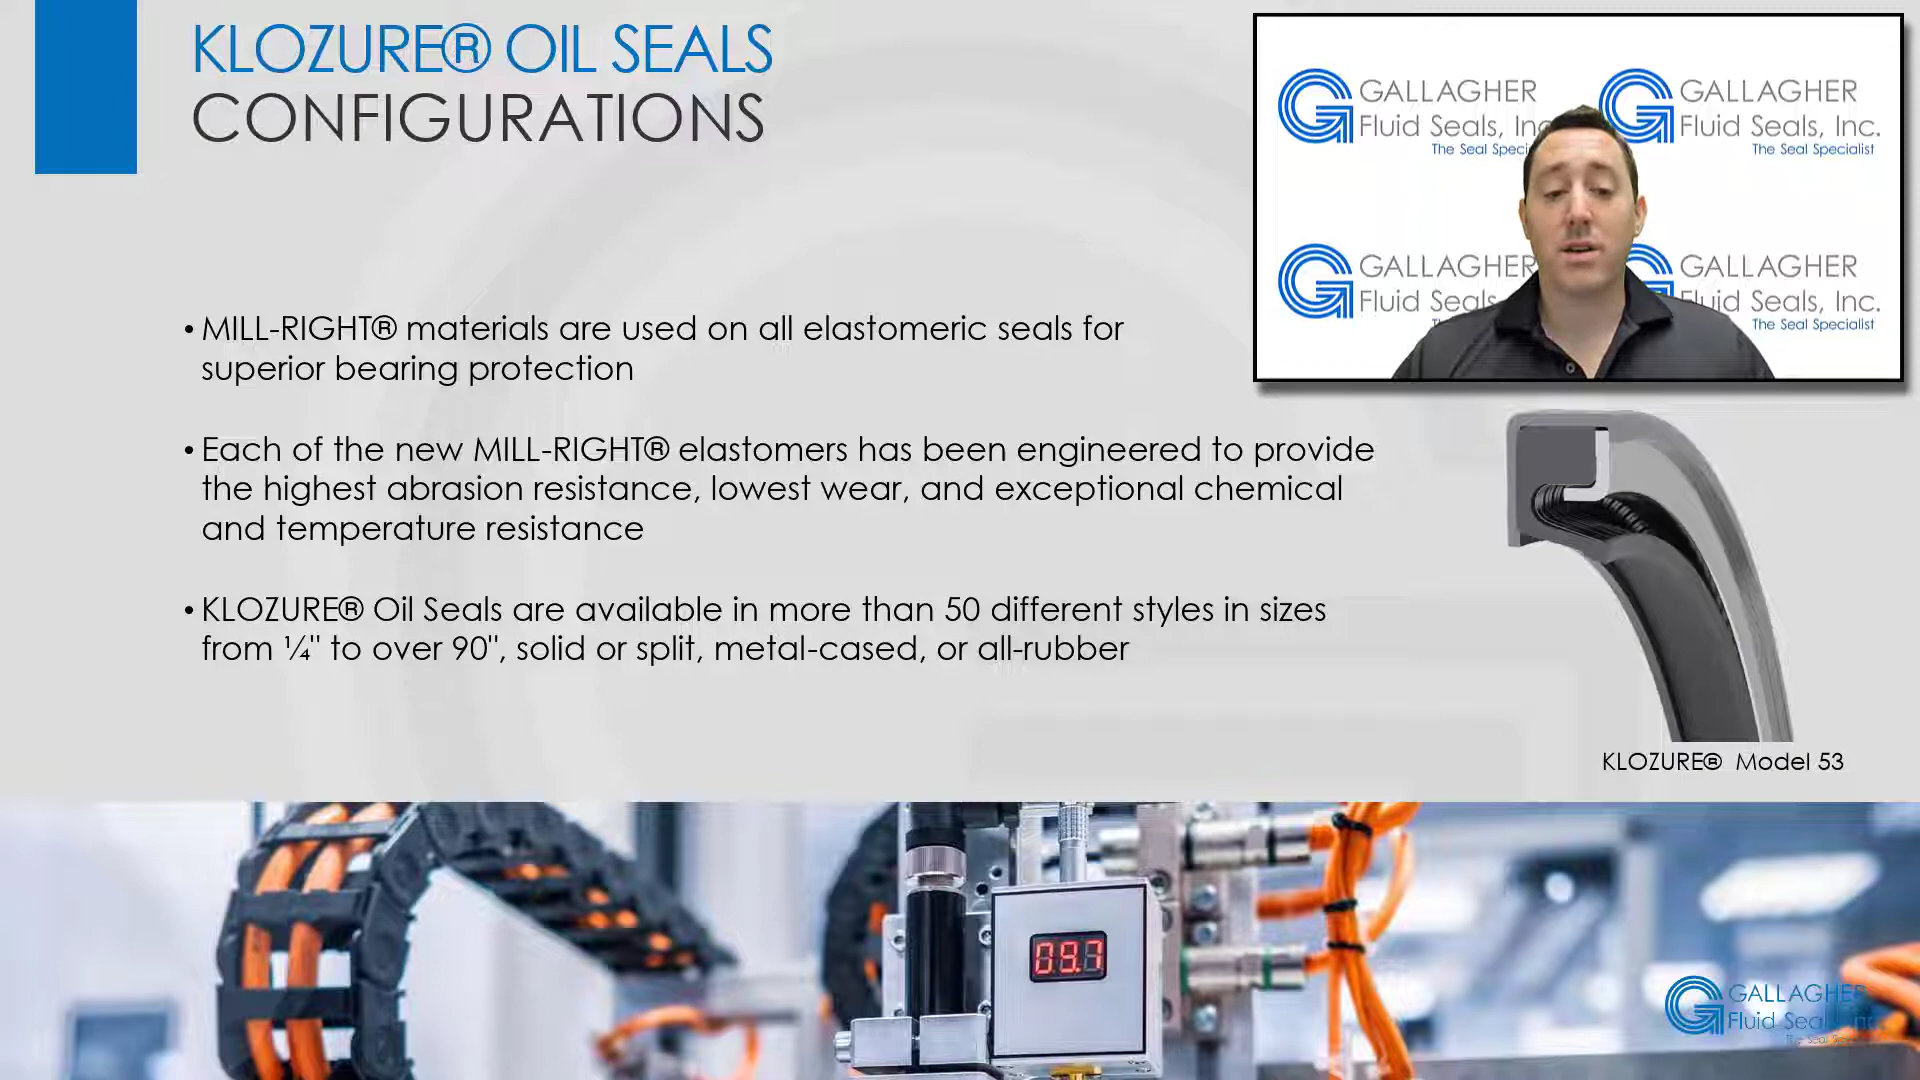 KLOZURE® OIL SEALS
CONFIGURATIONS
GALLAGHER
Fluid Seals, Inc
The Seal
GALLAGHER
Fluid Seals, Inc.
The Seal Specialist
GALLAGHER
Fluid Seals
GALLAGHER
Fluid Seals, Inc.
The Seal Specialist
• MILL-RIGHT® materials are used on all elastomeric seals for
superior bearing protection
• Each of the new MILL-RIGHT® elastomers has been engineered to provide
the highest abrasion resistance, lowest wear, and exceptional chemical
and temperature resistance
• KLOZURE® Oil Seals are available in more than 50 different styles in sizes
from ¼" to over 90", solid or split, metal-cased, or all-rubber
KLOZURE® Model 53
09.7
GALLAGHER
Fluid